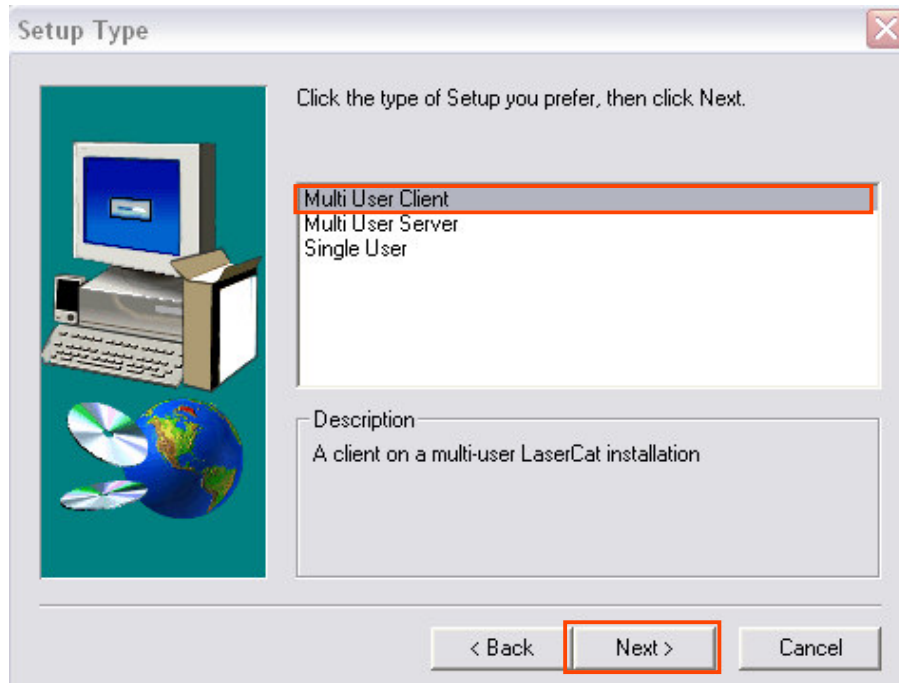 Setup Type
Click the type of Setup you prefer, then click Next.
Multi User Client
Multi User Server
Single User
Description
A client on a multi-user LaserCat installation
< Back
Next >
Cancel